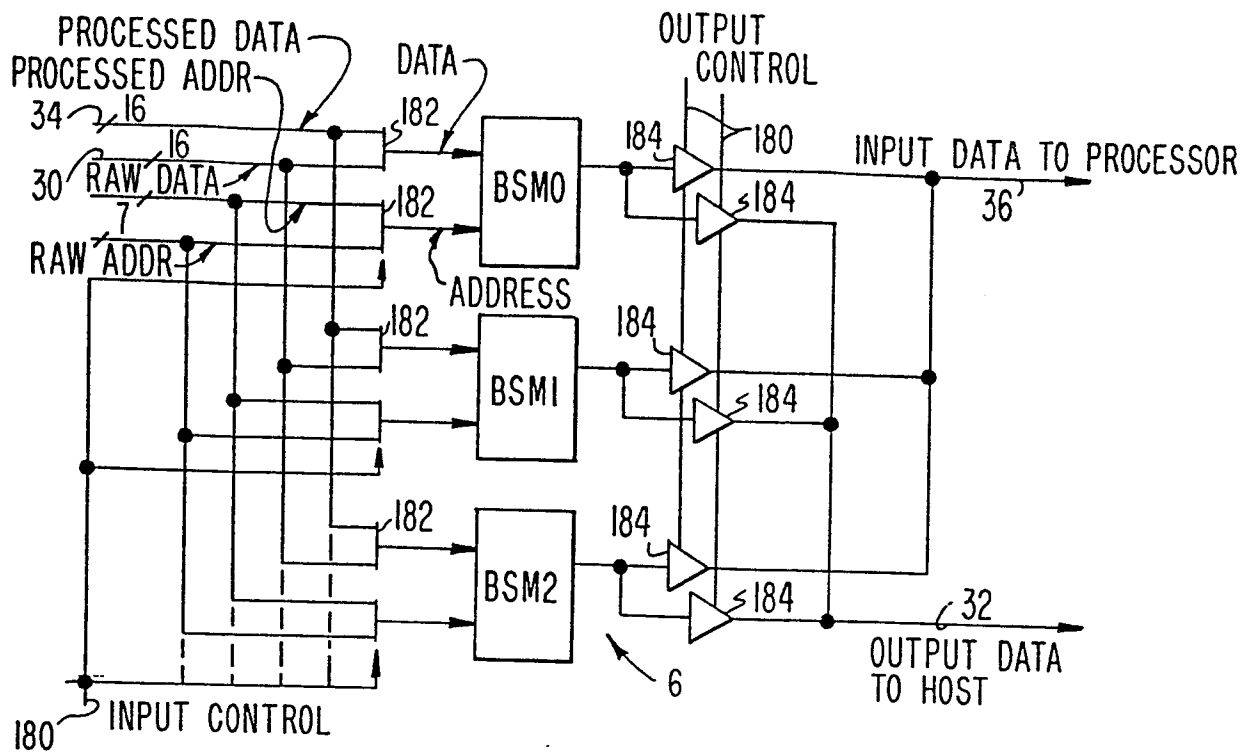 PROCESSED DATA
PROCESSED ADDR
34
16
DATA
182
OUTPUT
CONTROL
180
184
30
16
RAW DATA
BSM0
INPUT DATA TO PROCESSOR
36
7
182
184
RAW ADDR
ADDRESS
182
BSM1
184
184
182
BSM2
184
184
32
OUTPUT DATA
TO HOST
6
180
INPUT CONTROL